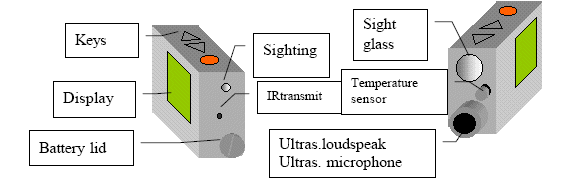 Keys
Display
Battery lid
Sighting
IRtransmit
Sight
glass
Temperature
sensor
Ultras.loudspeak
Ultras. microphone